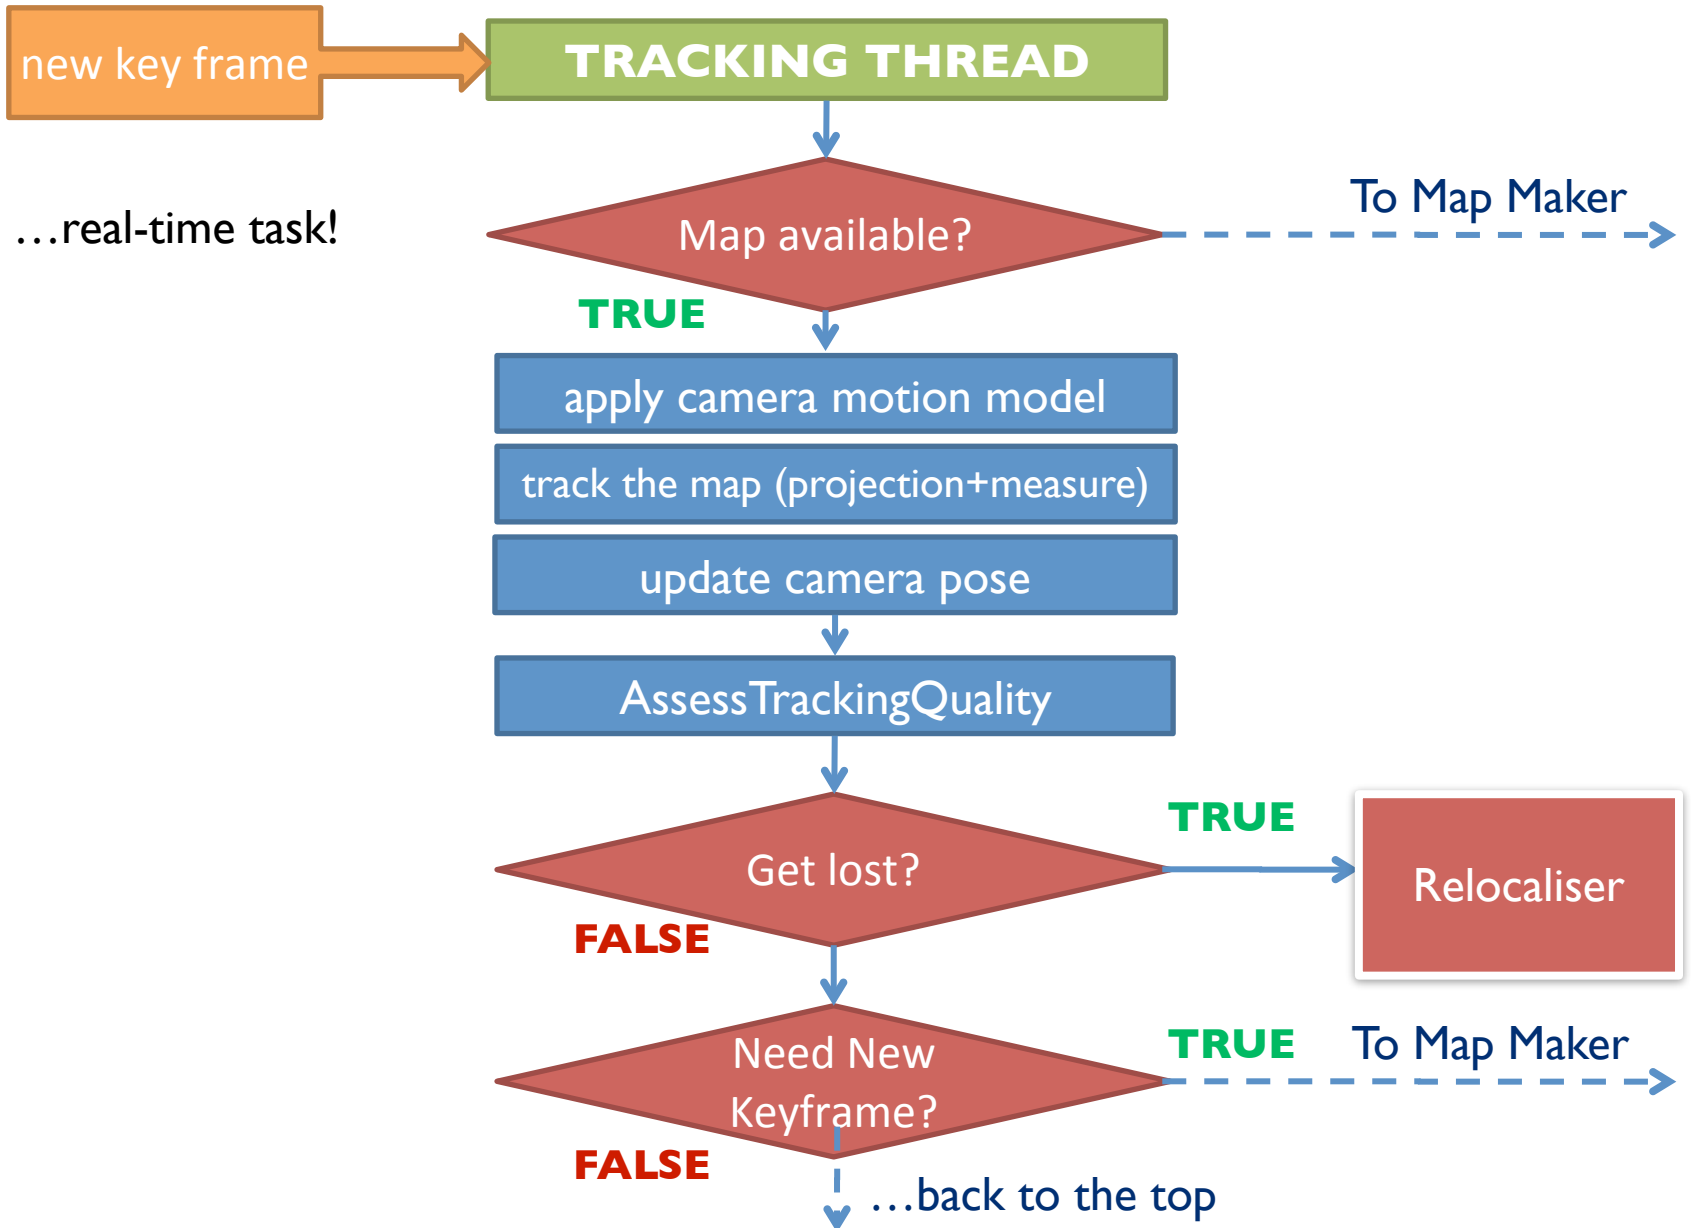 new key frame
TRACKING THREAD
To Map Maker
…real-time task!
Map available?
TRUE
apply camera motion model
track the map (projection+measure)
update camera pose
AssessTrackingQuality
TRUE
Get lost?
Relocaliser
FALSE
Need New
Keyframe?
TRUE
To Map Maker
FALSE
…back to the top